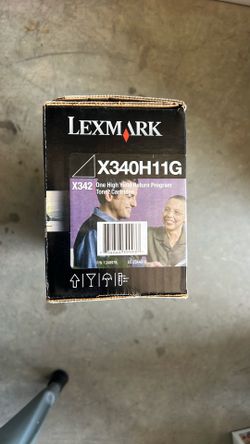 LEXMARK
X340H11G
X342
One High Yield Return Program
Toner Cartridge